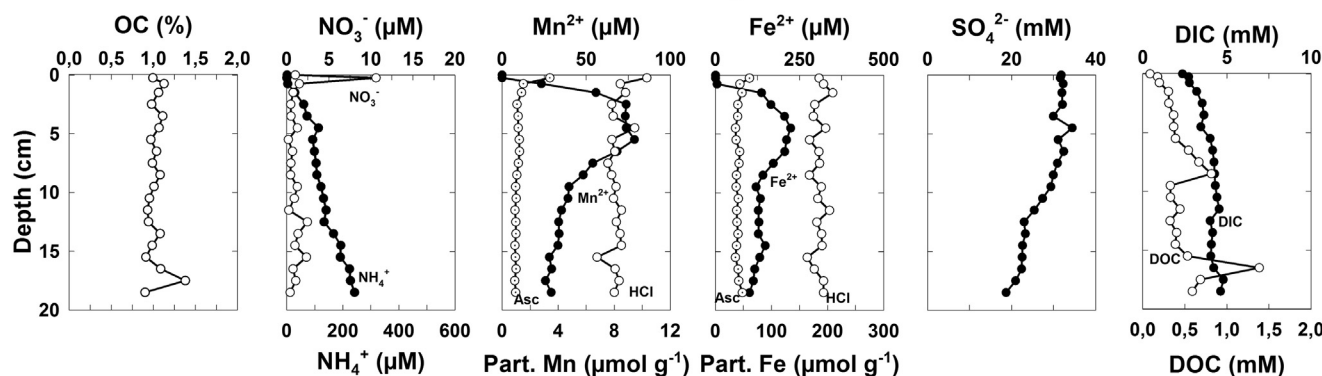 OC (%) NO₃⁻ (µM) Mn²⁺ (µM) Fe²⁺ (µM) SO₄²⁻ (mM) DIC (mM)
0,0 0,5 1,0 1,5 2,0 0 5 10 15 20 0 50 100 0 250 500 0 20 40 0 5 10
0
5
10
15
20
Depth (cm)
NO₃⁻
NH₄⁺
Mn²⁺
Asc
HCl
Fe²⁺
Asc
HCl
DIC
DOC
0 200 400 600 0 4 8 12 0 100 200 300 0,0 0,5 1,0 1,5 2,0
NH₄⁺ (µM) Part. Mn (µmol g⁻¹) Part. Fe (µmol g⁻¹) DOC (mM)